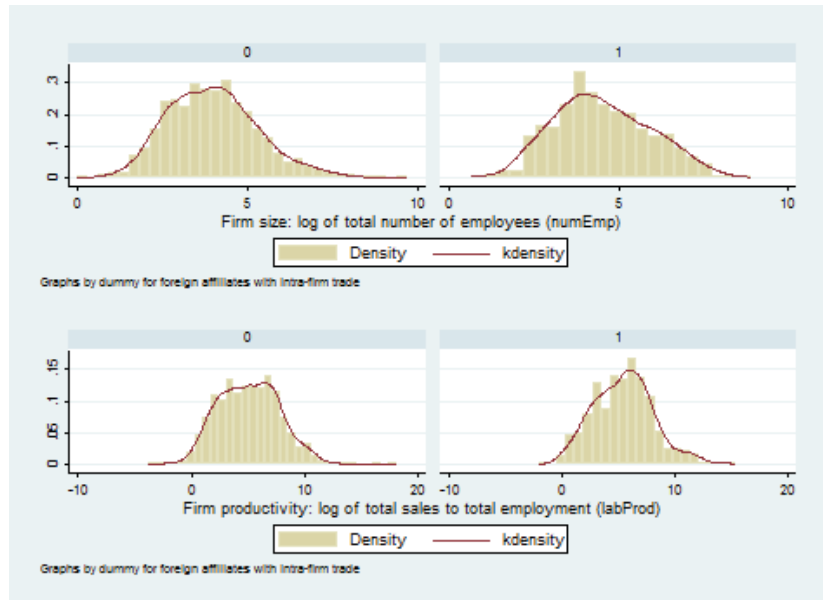 0 1
.3
.2
.1
0
0 5 10 0 5 10
Firm size: log of total number of employees (numEmp)
Density kdensity
Graphs by dummy for foreign affiliates with intra-firm trade
0 1
.15
.1
.05
0
-10 0 10 20 -10 0 10 20
Firm productivity: log of total sales to total employment (labProd)
Density kdensity
Graphs by dummy for foreign affiliates with intra-firm trade